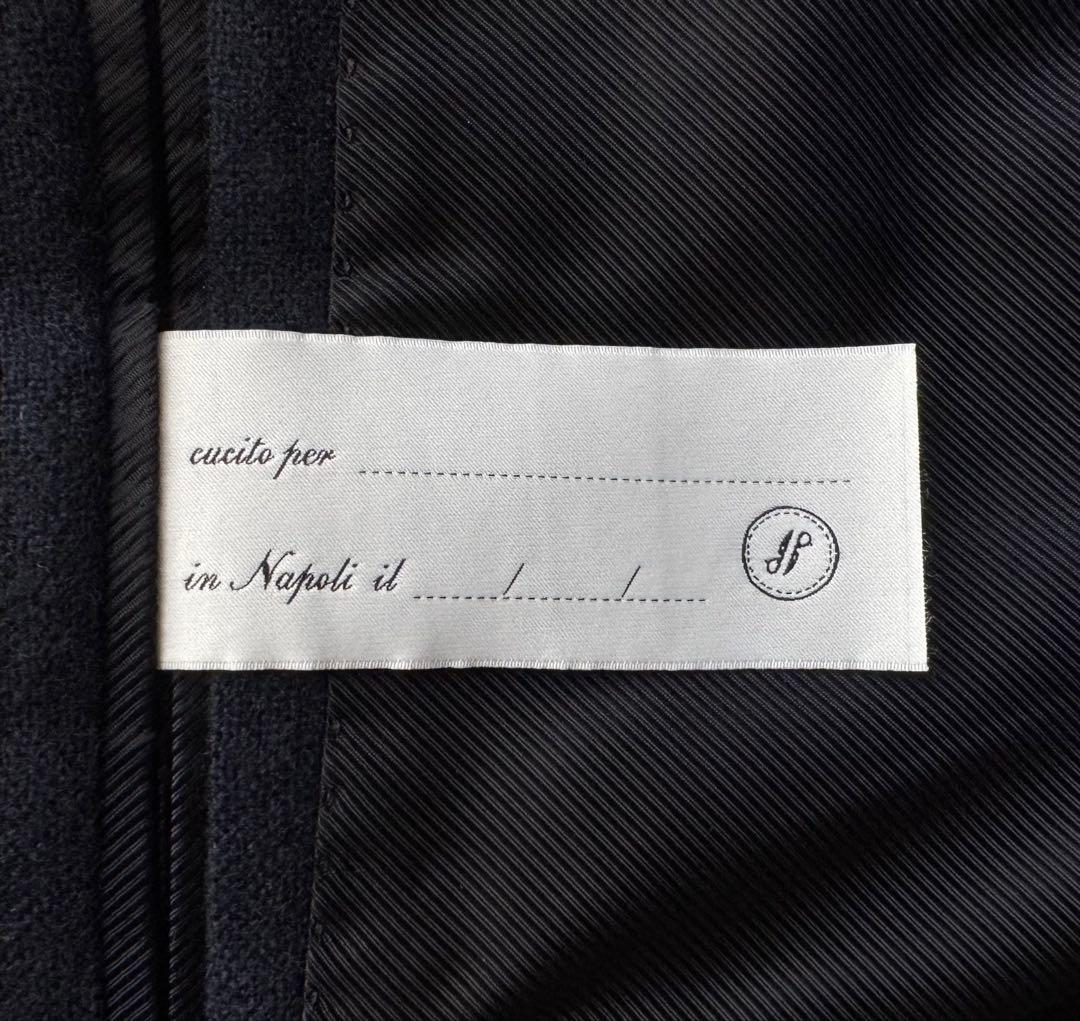 cucito per
in Napoli il / /